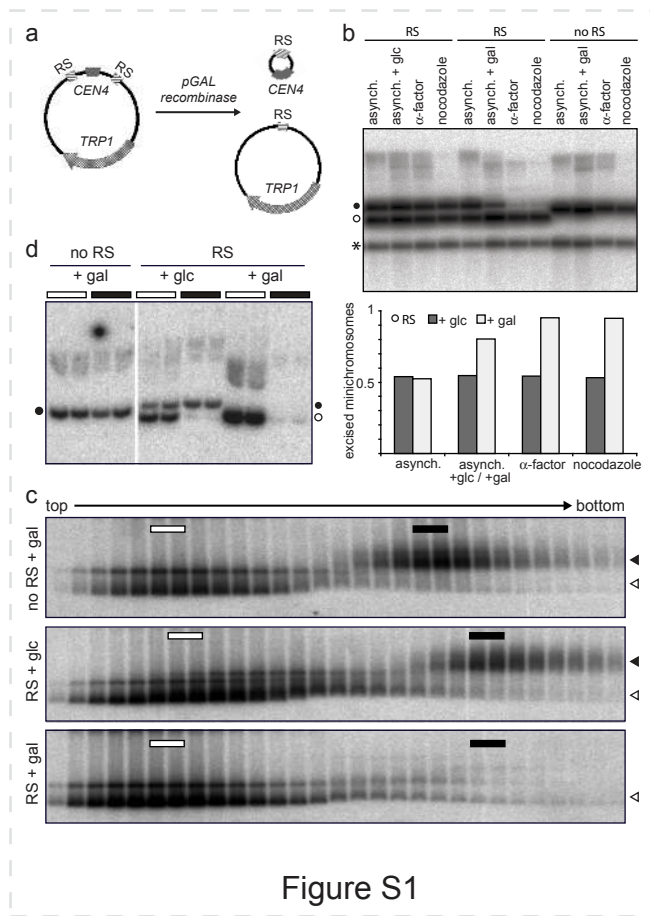 a
RS
RS
CEN4
TRP1
pGAL
recombinase
RS
CEN4
RS
TRP1
b
RS
RS
no RS
asynch.
asynch. + glc
α-factor
nocodazole
asynch.
asynch. + gal
α-factor
nocodazole
asynch.
asynch. + gal
α-factor
nocodazole
*
excised minichromosomes
1
0.5
RS
+ glc
+ gal
asynch.
asynch.
+glc / +gal
α-factor
nocodazole
d
no RS
RS
+ gal
+ glc
+ gal
c
top
bottom
no RS + gal
RS + glc
RS + gal
Figure S1